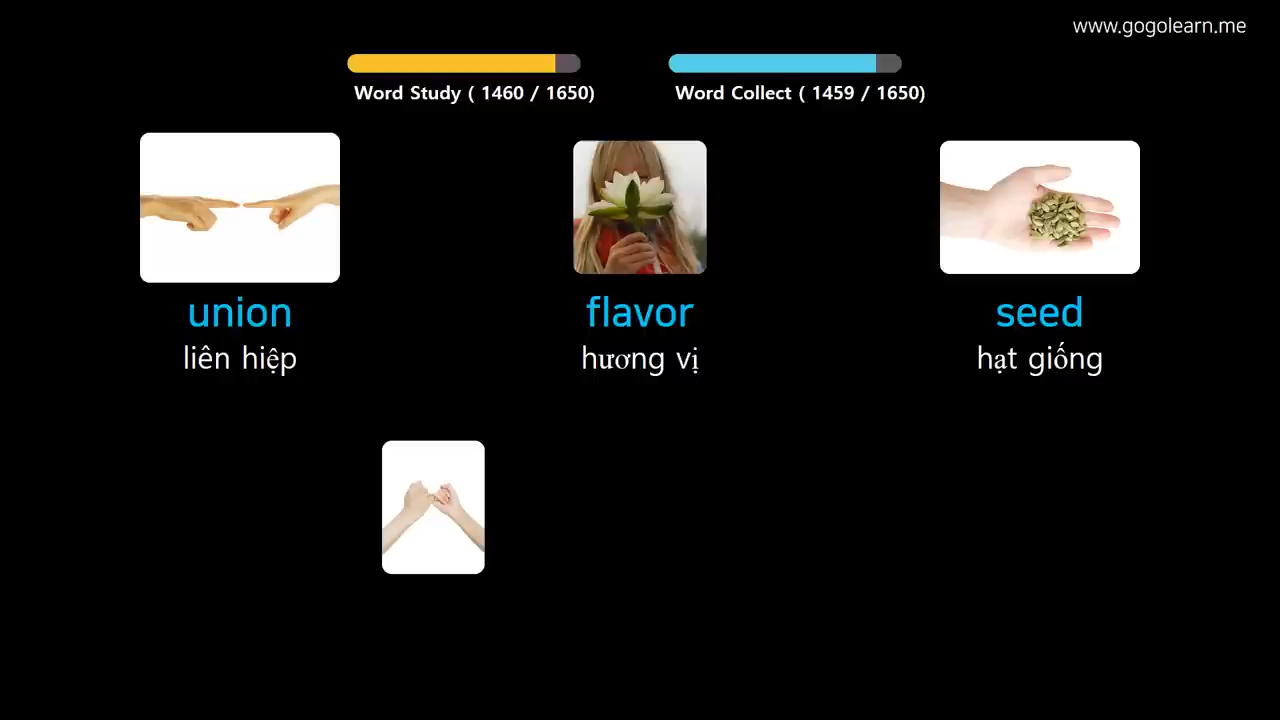 www.gogolearn.me
Word Study ( 1460 / 1650)
Word Collect ( 1459 / 1650)
union
liên hiệp
flavor
hương vị
seed
hạt giống